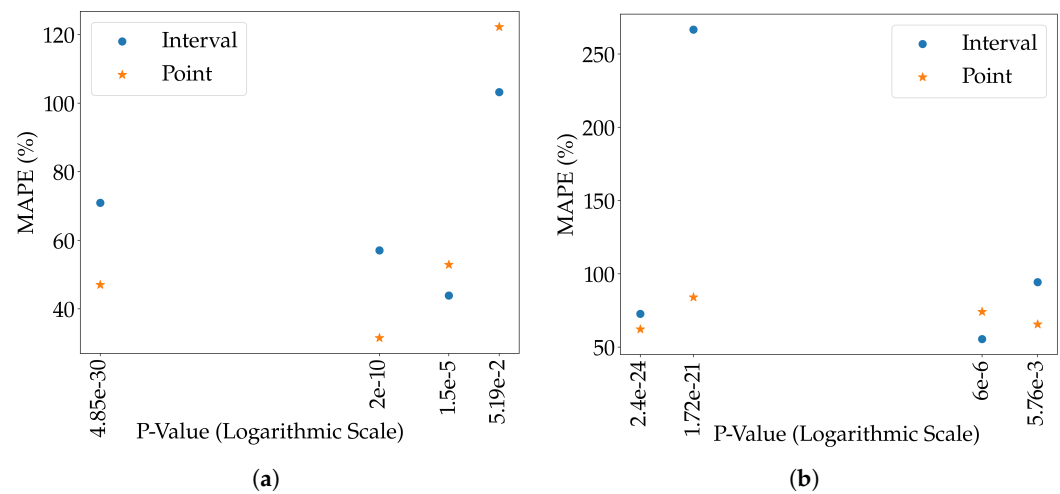 Interval
Point
MAPE (%)
120
100
80
60
40
4.85e-30
2e-10
1.5e-5
5.19e-2
P-Value (Logarithmic Scale)
(a)
Interval
Point
MAPE (%)
250
200
150
100
50
2.4e-24
1.72e-21
6e-6
5.76e-3
P-Value (Logarithmic Scale)
(b)